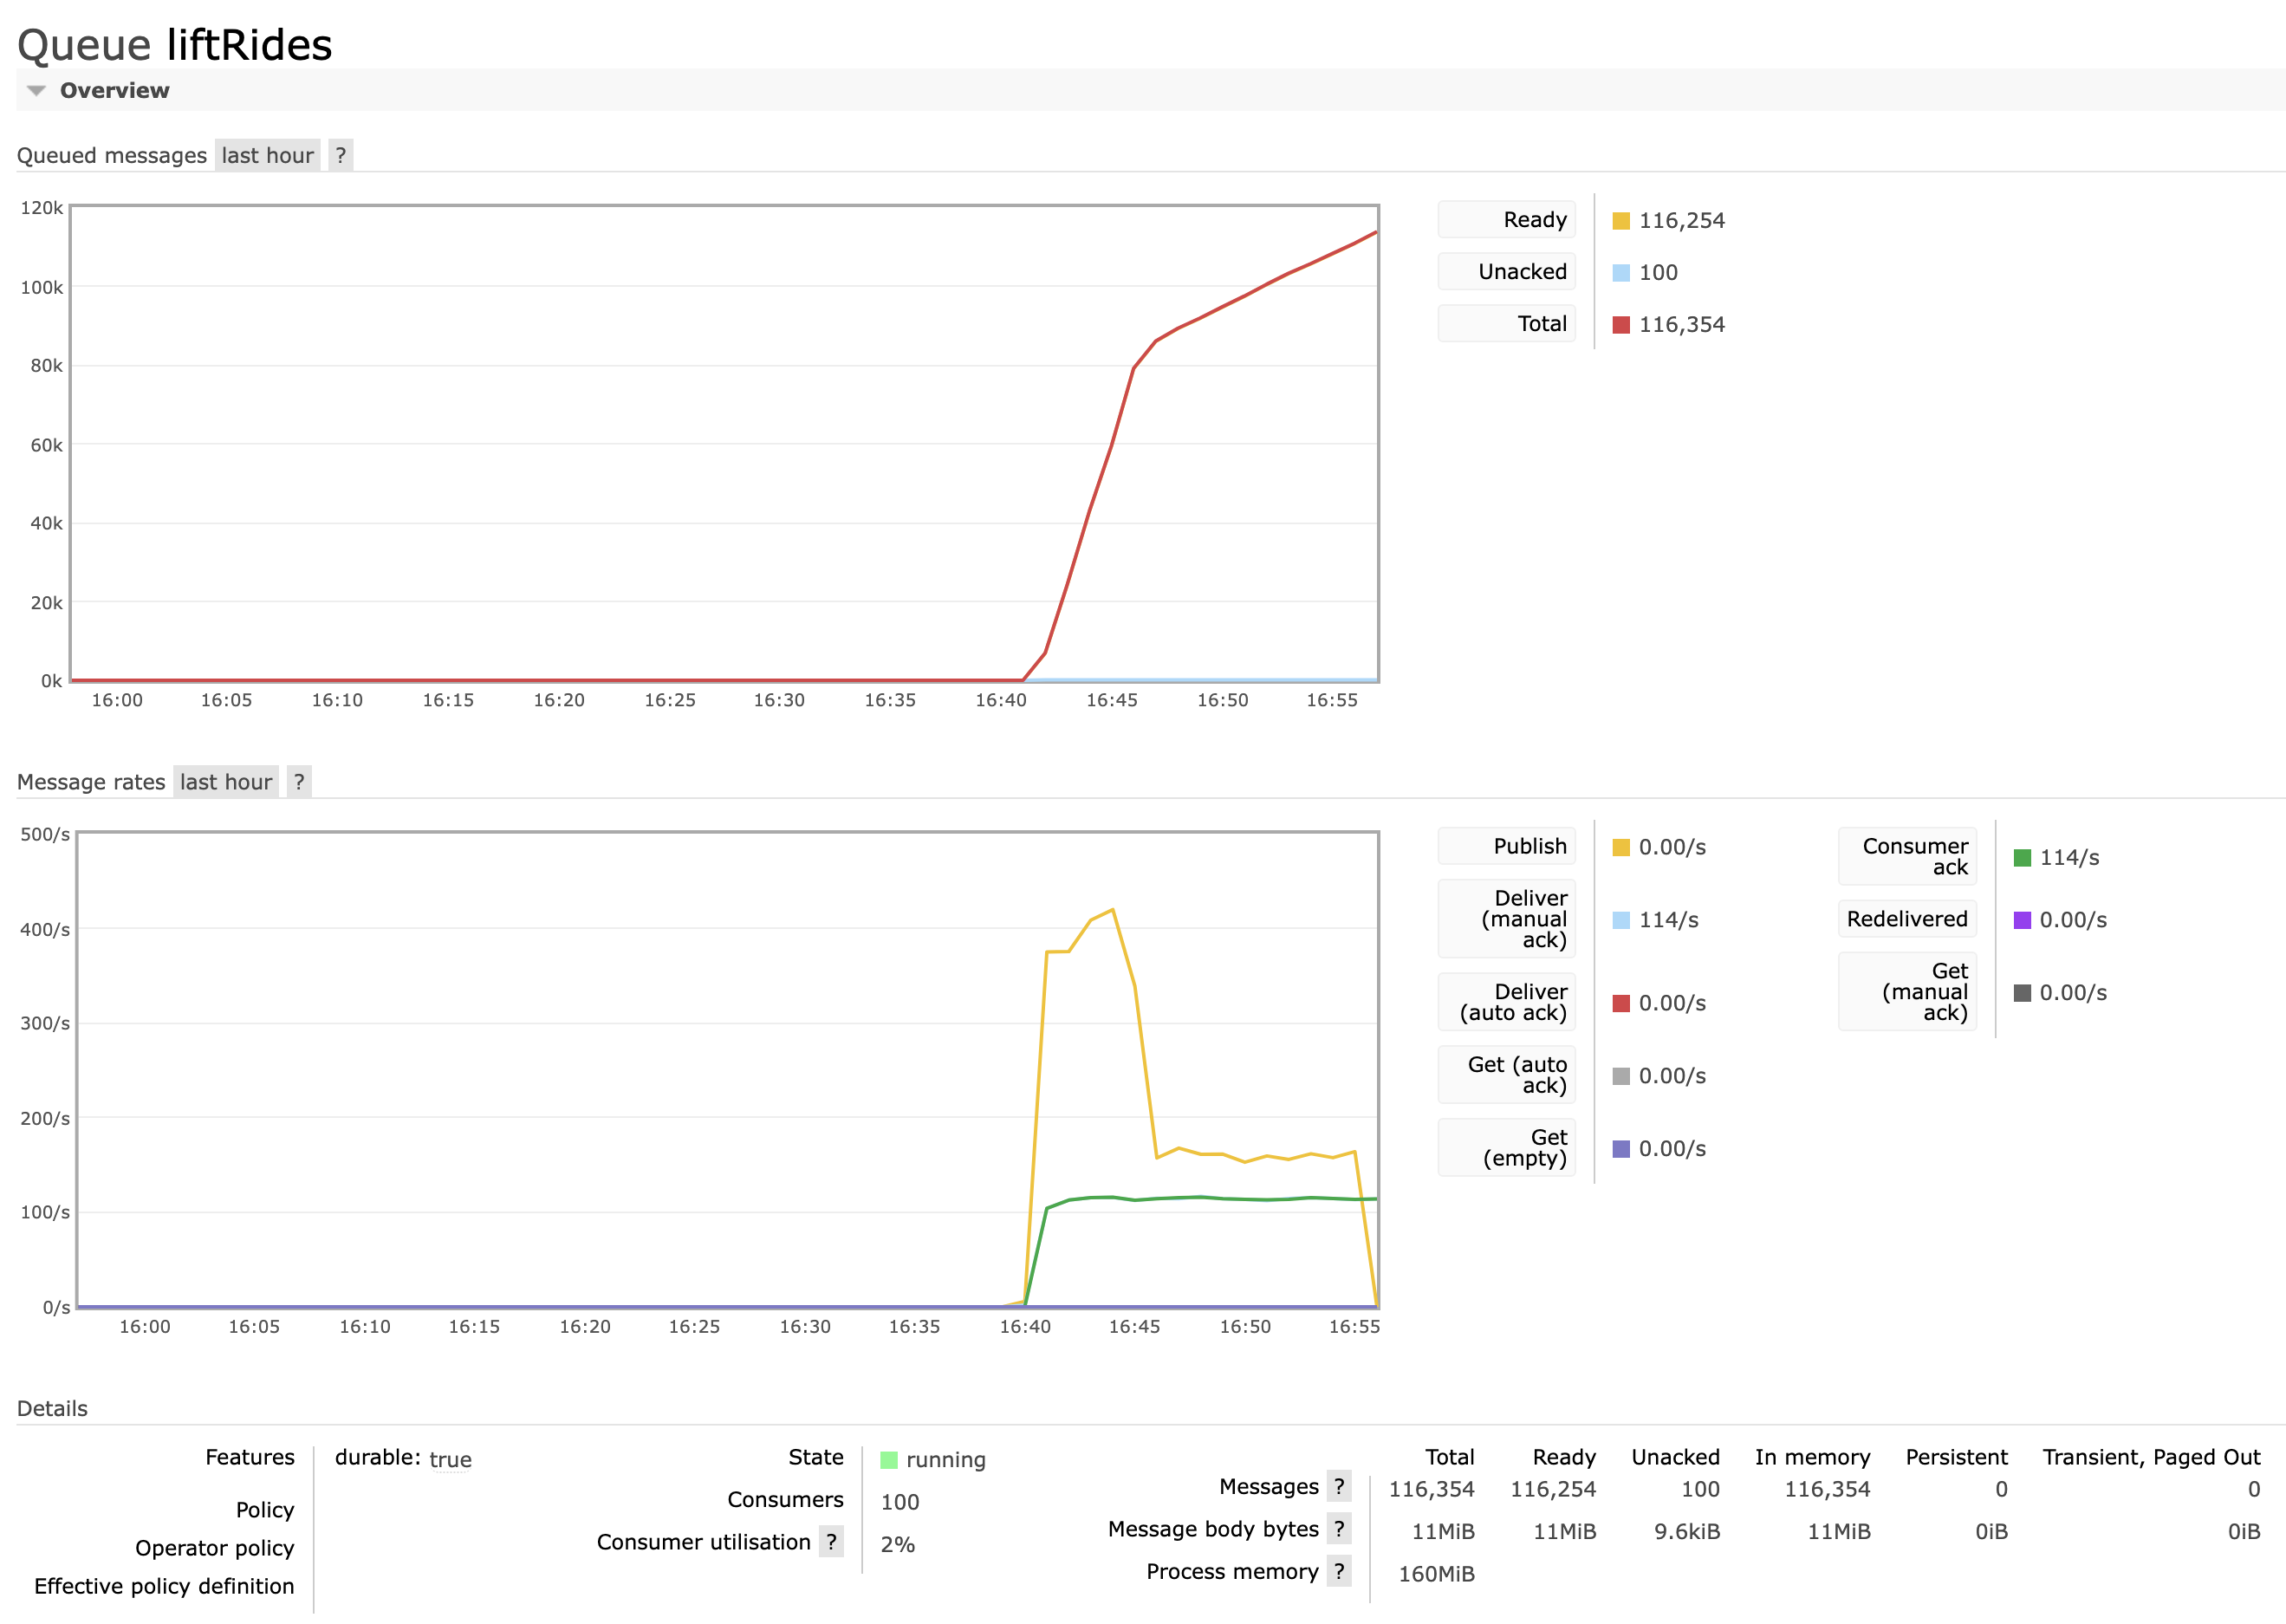 Queue liftRides
Overview
Queued messages last hour ?
120k
100k
80k
60k
40k
20k
0k
16:00 16:05 16:10 16:15 16:20 16:25 16:30 16:35 16:40 16:45 16:50 16:55
Ready 116,254
Unacked 100
Total 116,354
Message rates last hour ?
500/s
400/s
300/s
200/s
100/s
0/s
16:00 16:05 16:10 16:15 16:20 16:25 16:30 16:35 16:40 16:45 16:50 16:55
Publish 0.00/s
Deliver
(manual 114/s
ack)
Deliver
(auto ack) 0.00/s
Get (auto
ack) 0.00/s
Get
(empty) 0.00/s
Consumer
ack 114/s
Redelivered 0.00/s
Get
(manual 0.00/s
ack)
Details
Features durable: true
Policy
Operator policy
Effective policy definition
State running
Consumers 100
Consumer utilisation ? 2%
Total Ready Unacked In memory Persistent Transient, Paged Out
Messages ? 116,354 116,254 100 116,354 0 0
Message body bytes ? 11MiB 11MiB 9.6kiB 11MiB 0iB 0iB
Process memory ? 160MiB